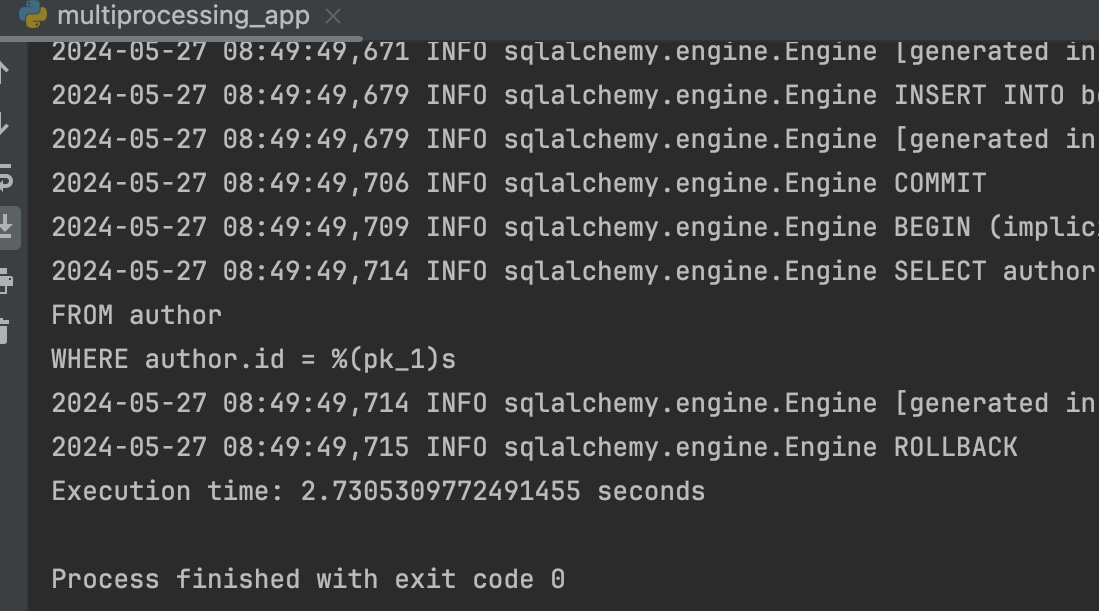 multiprocessing_app
2024-05-27 08:49:49,671 INFO sqlalchemy.engine.Engine [generated in
2024-05-27 08:49:49,679 INFO sqlalchemy.engine.Engine INSERT INTO
2024-05-27 08:49:49,679 INFO sqlalchemy.engine.Engine [generated in
2024-05-27 08:49:49,706 INFO sqlalchemy.engine.Engine COMMIT
2024-05-27 08:49:49,709 INFO sqlalchemy.engine.Engine BEGIN (implic
2024-05-27 08:49:49,714 INFO sqlalchemy.engine.Engine SELECT author
FROM author
WHERE author.id = %(pk_1)s
2024-05-27 08:49:49,714 INFO sqlalchemy.engine.Engine [generated in
2024-05-27 08:49:49,715 INFO sqlalchemy.engine.Engine ROLLBACK
Execution time: 2.7305309772491455 seconds
Process finished with exit code 0